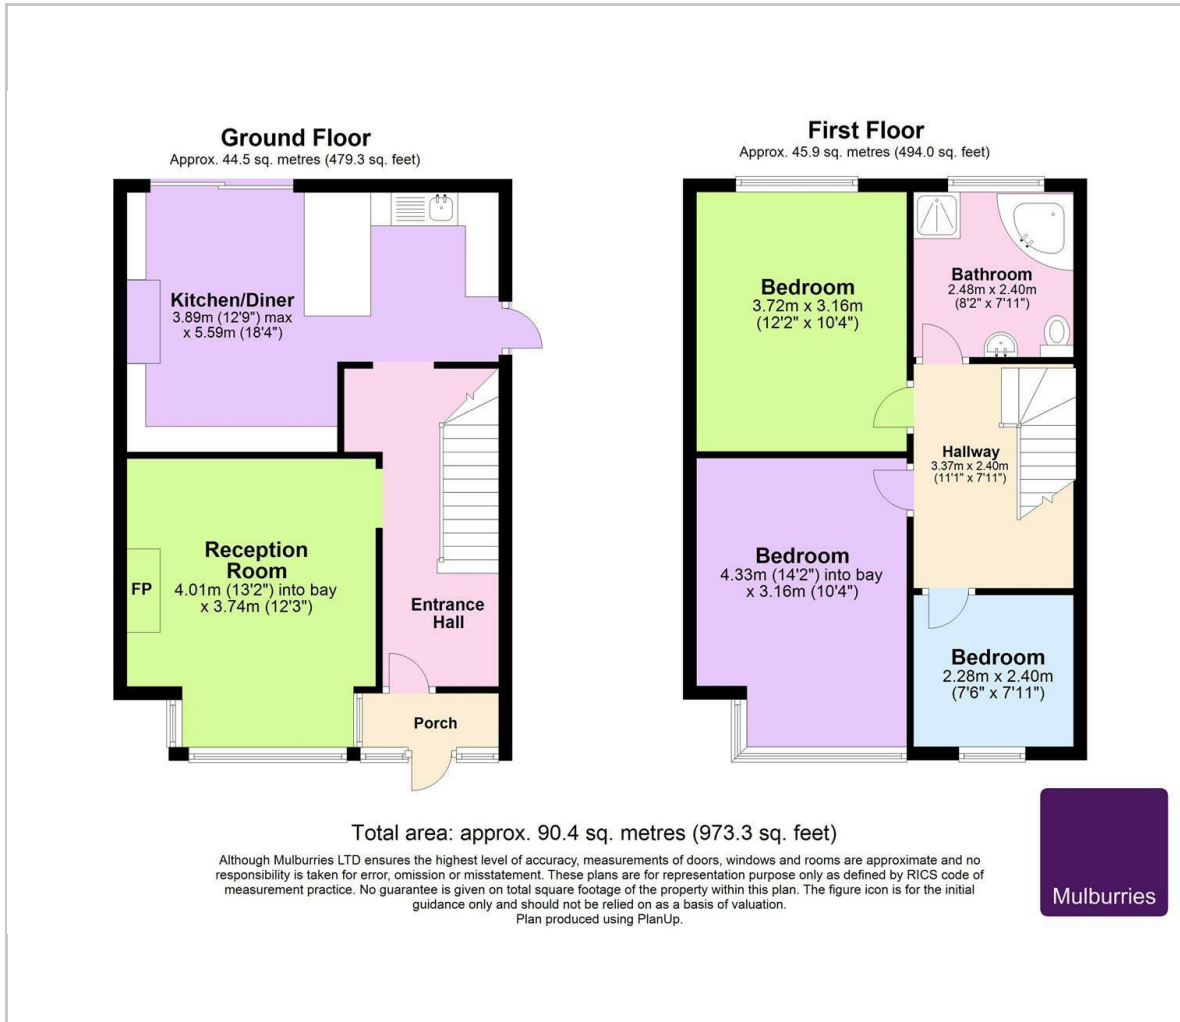 Ground Floor
Approx. 44.5 sq. metres (479.3 sq. feet)
Kitchen/Diner
3.89m (12'9") max
x 5.59m (18'4")
Reception
Room
4.01m (13'2") into bay
x 3.74m (12'3")
FP
Entrance
Hall
Porch
First Floor
Approx. 45.9 sq. metres (494.0 sq. feet)
Bedroom
3.72m x 3.16m
(12'2" x 10'4")
Bathroom
2.48m x 2.40m
(8'2" x 7'11")
Hallway
3.37m x 2.40m
(11'1" x 7'11")
Bedroom
4.33m (14'2") into bay
x 3.16m (10'4")
Bedroom
2.28m x 2.40m
(7'6" x 7'11")
Total area: approx. 90.4 sq. metres (973.3 sq. feet)
Although Mulburries LTD ensures the highest level of accuracy, measurements of doors, windows and rooms are approximate and no
responsibility is taken for error, omission or misstatement. These plans are for representation purpose only as defined by RICS code of
measurement practice. No guarantee is given on total square footage of the property within this plan. The figure icon is for the initial
guidance only and should not be relied on as a basis of valuation.
Plan produced using PlanUp.
Mulburries